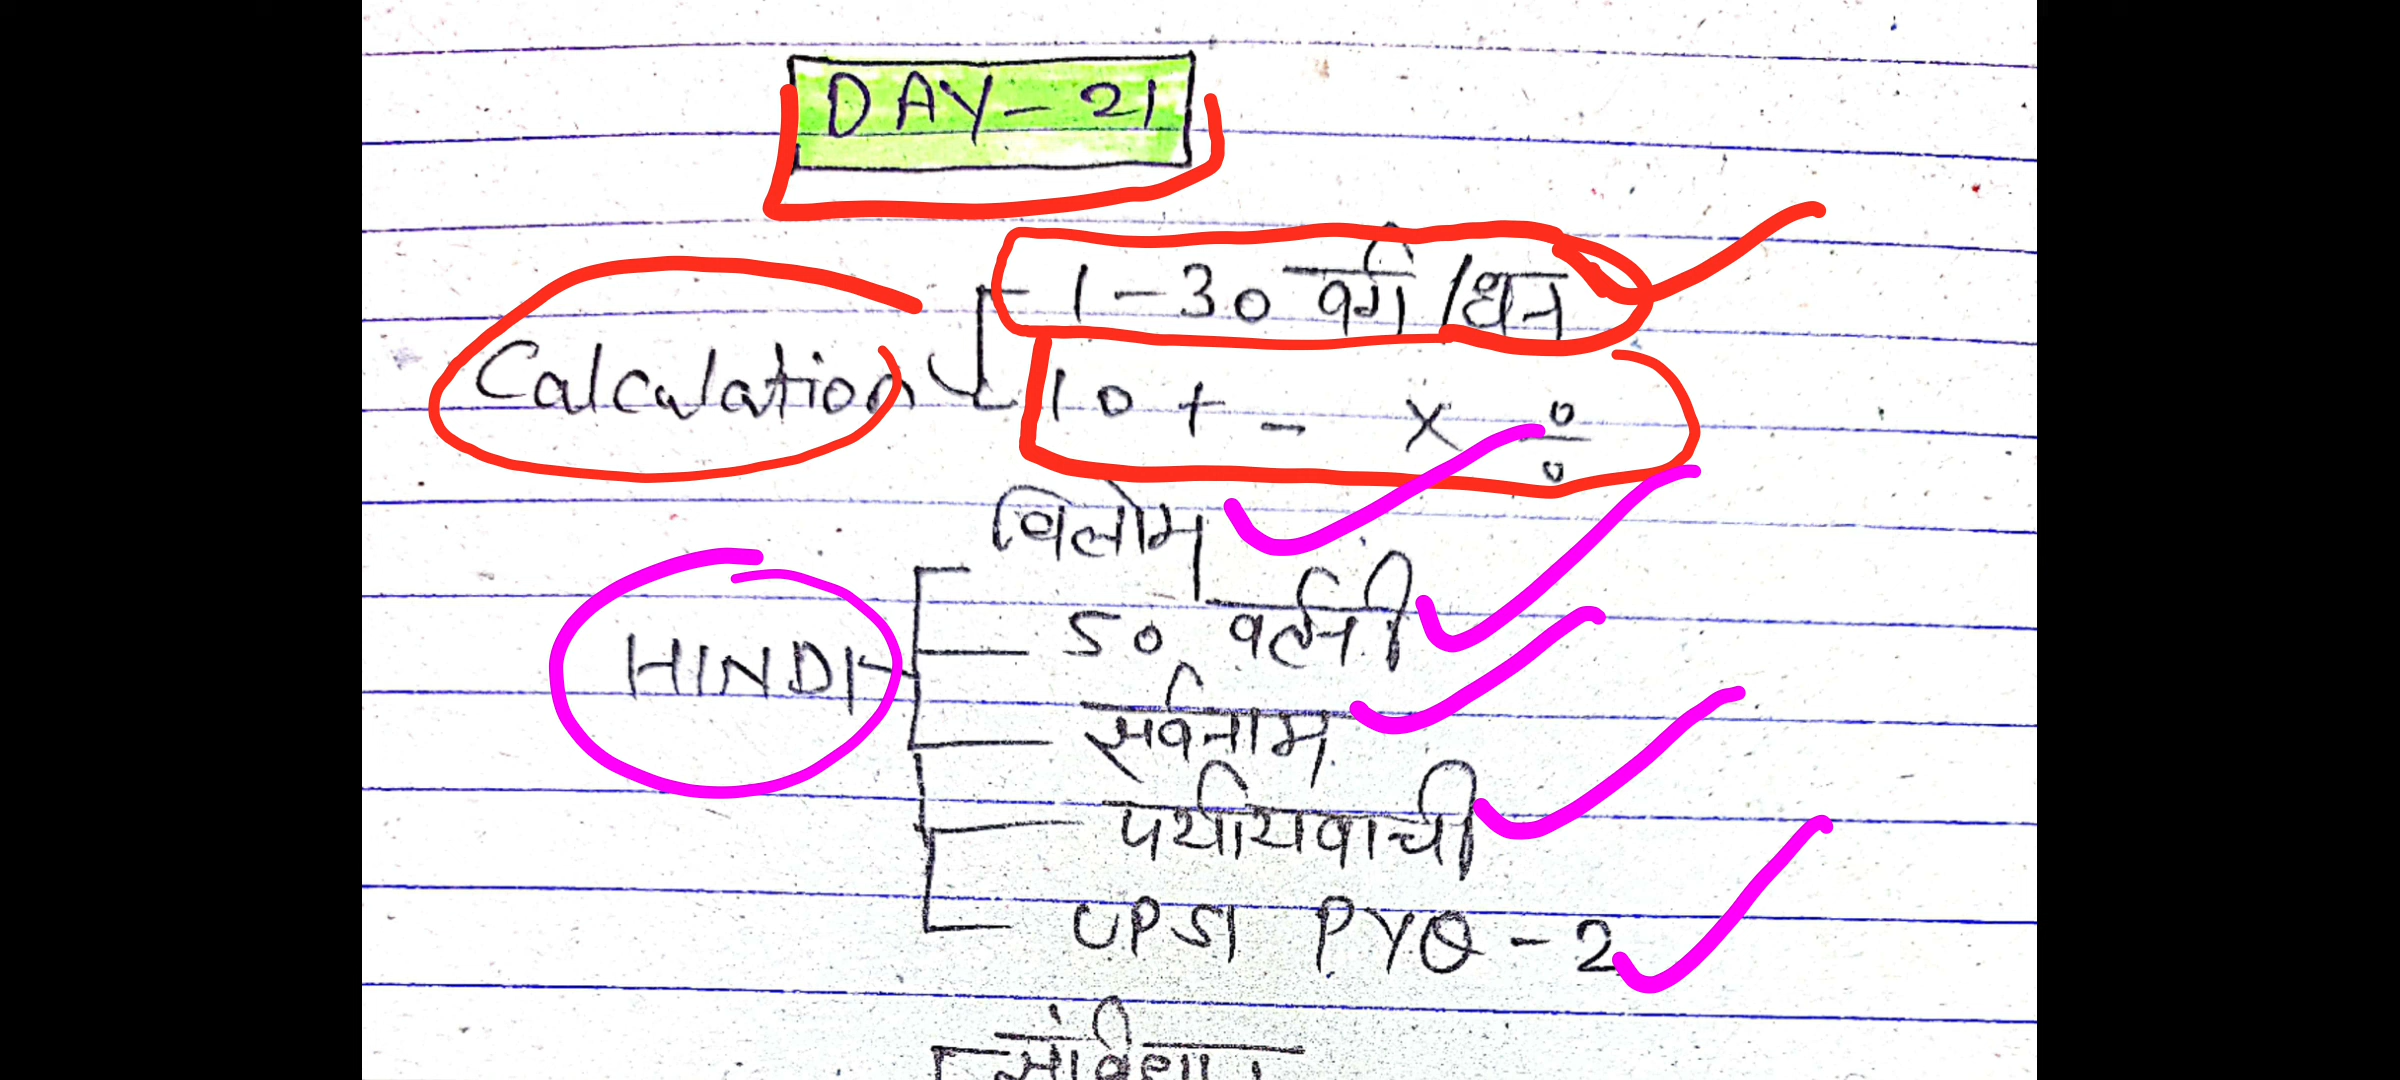 DAY - 21
Calculation
1-30 वर्ग / घन
10 + - × ÷
विलोम
HINDI
50 वर्तनी
सर्वनाम
पर्यायवाची
UPSI PYQ - 2
संविधान